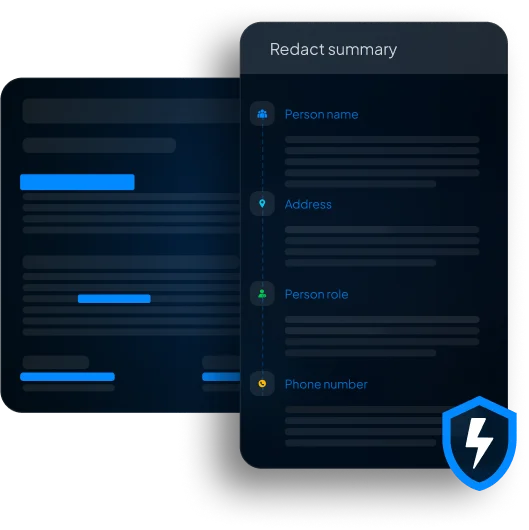 Redact summary
Person name
Address
Person role
Phone number